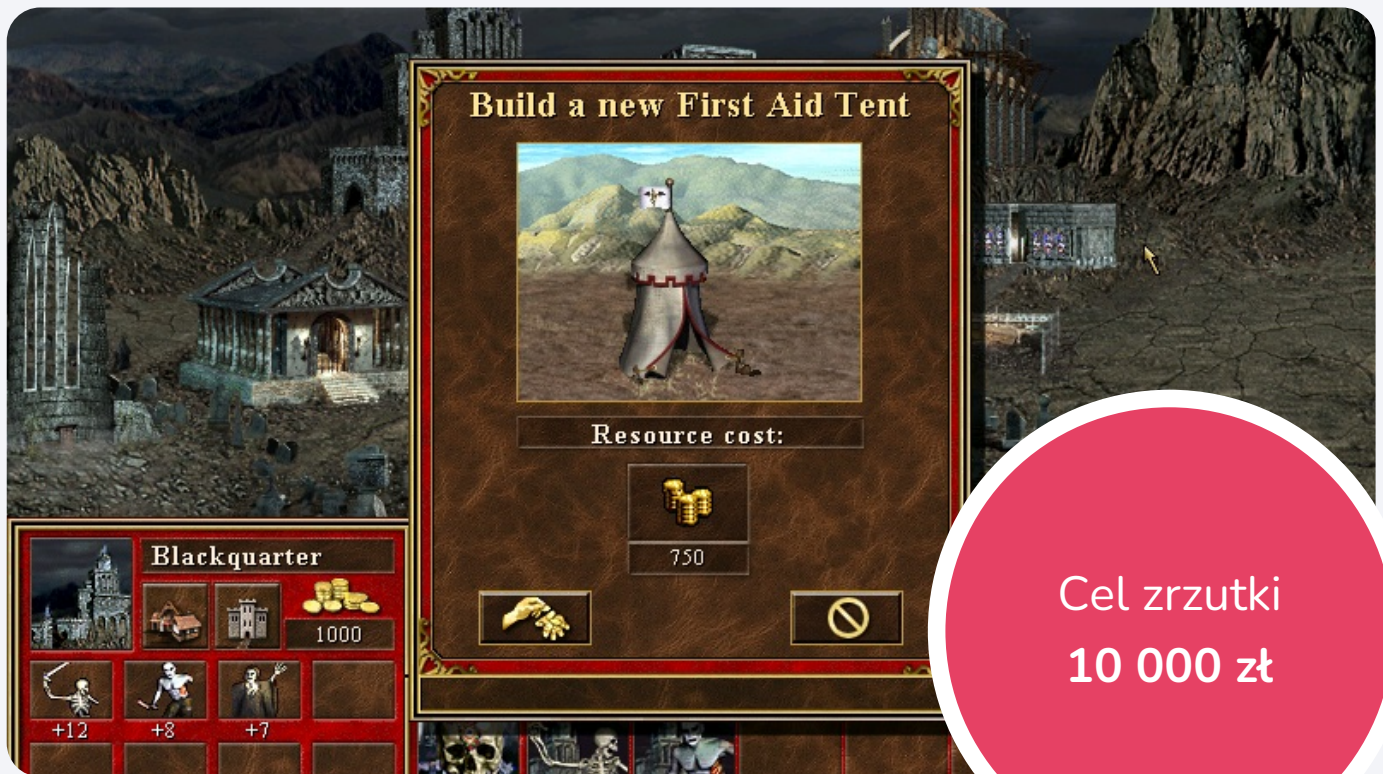 Build a new First Aid Tent
Resource cost:
750
Blackquarter
1000
+12 +8 +7
Cel zrzutki
10 000 zł